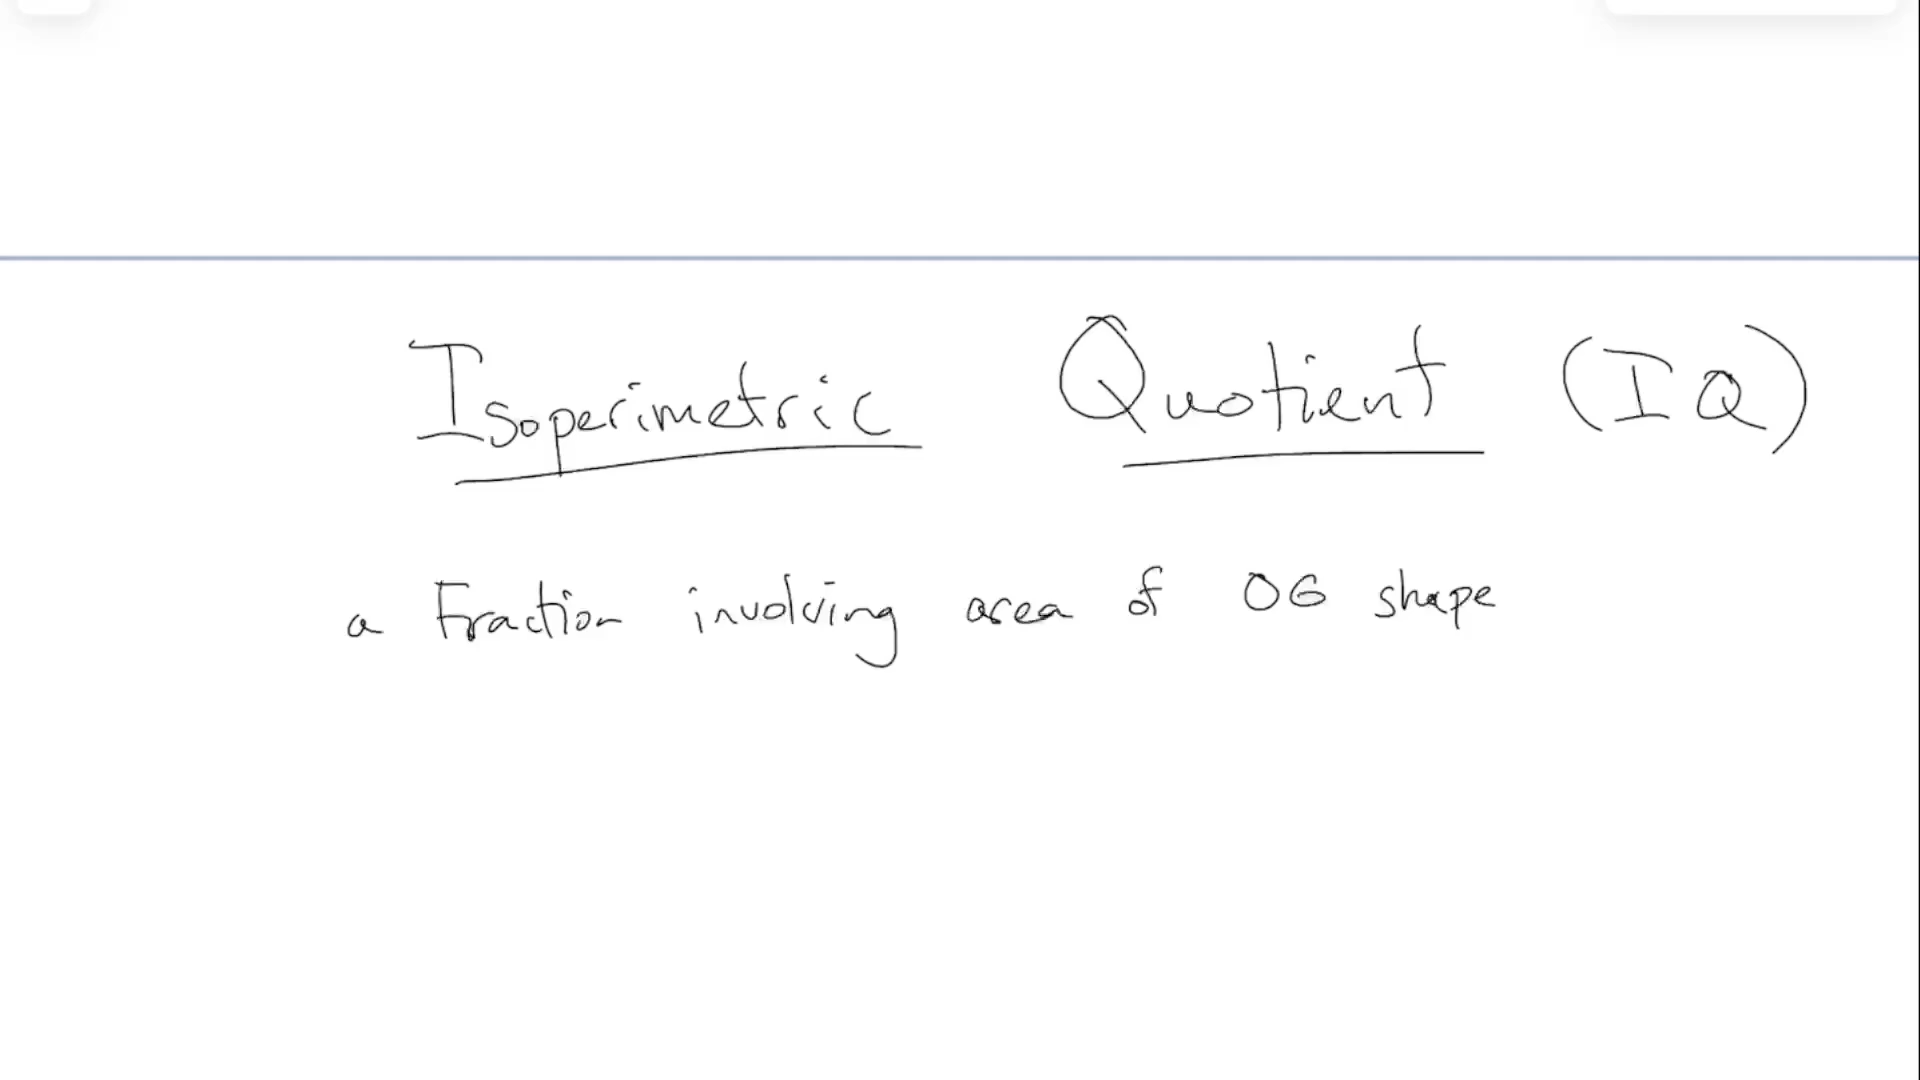 Isoperimetric Quotient (IQ)
a Fraction involving area of OG shape